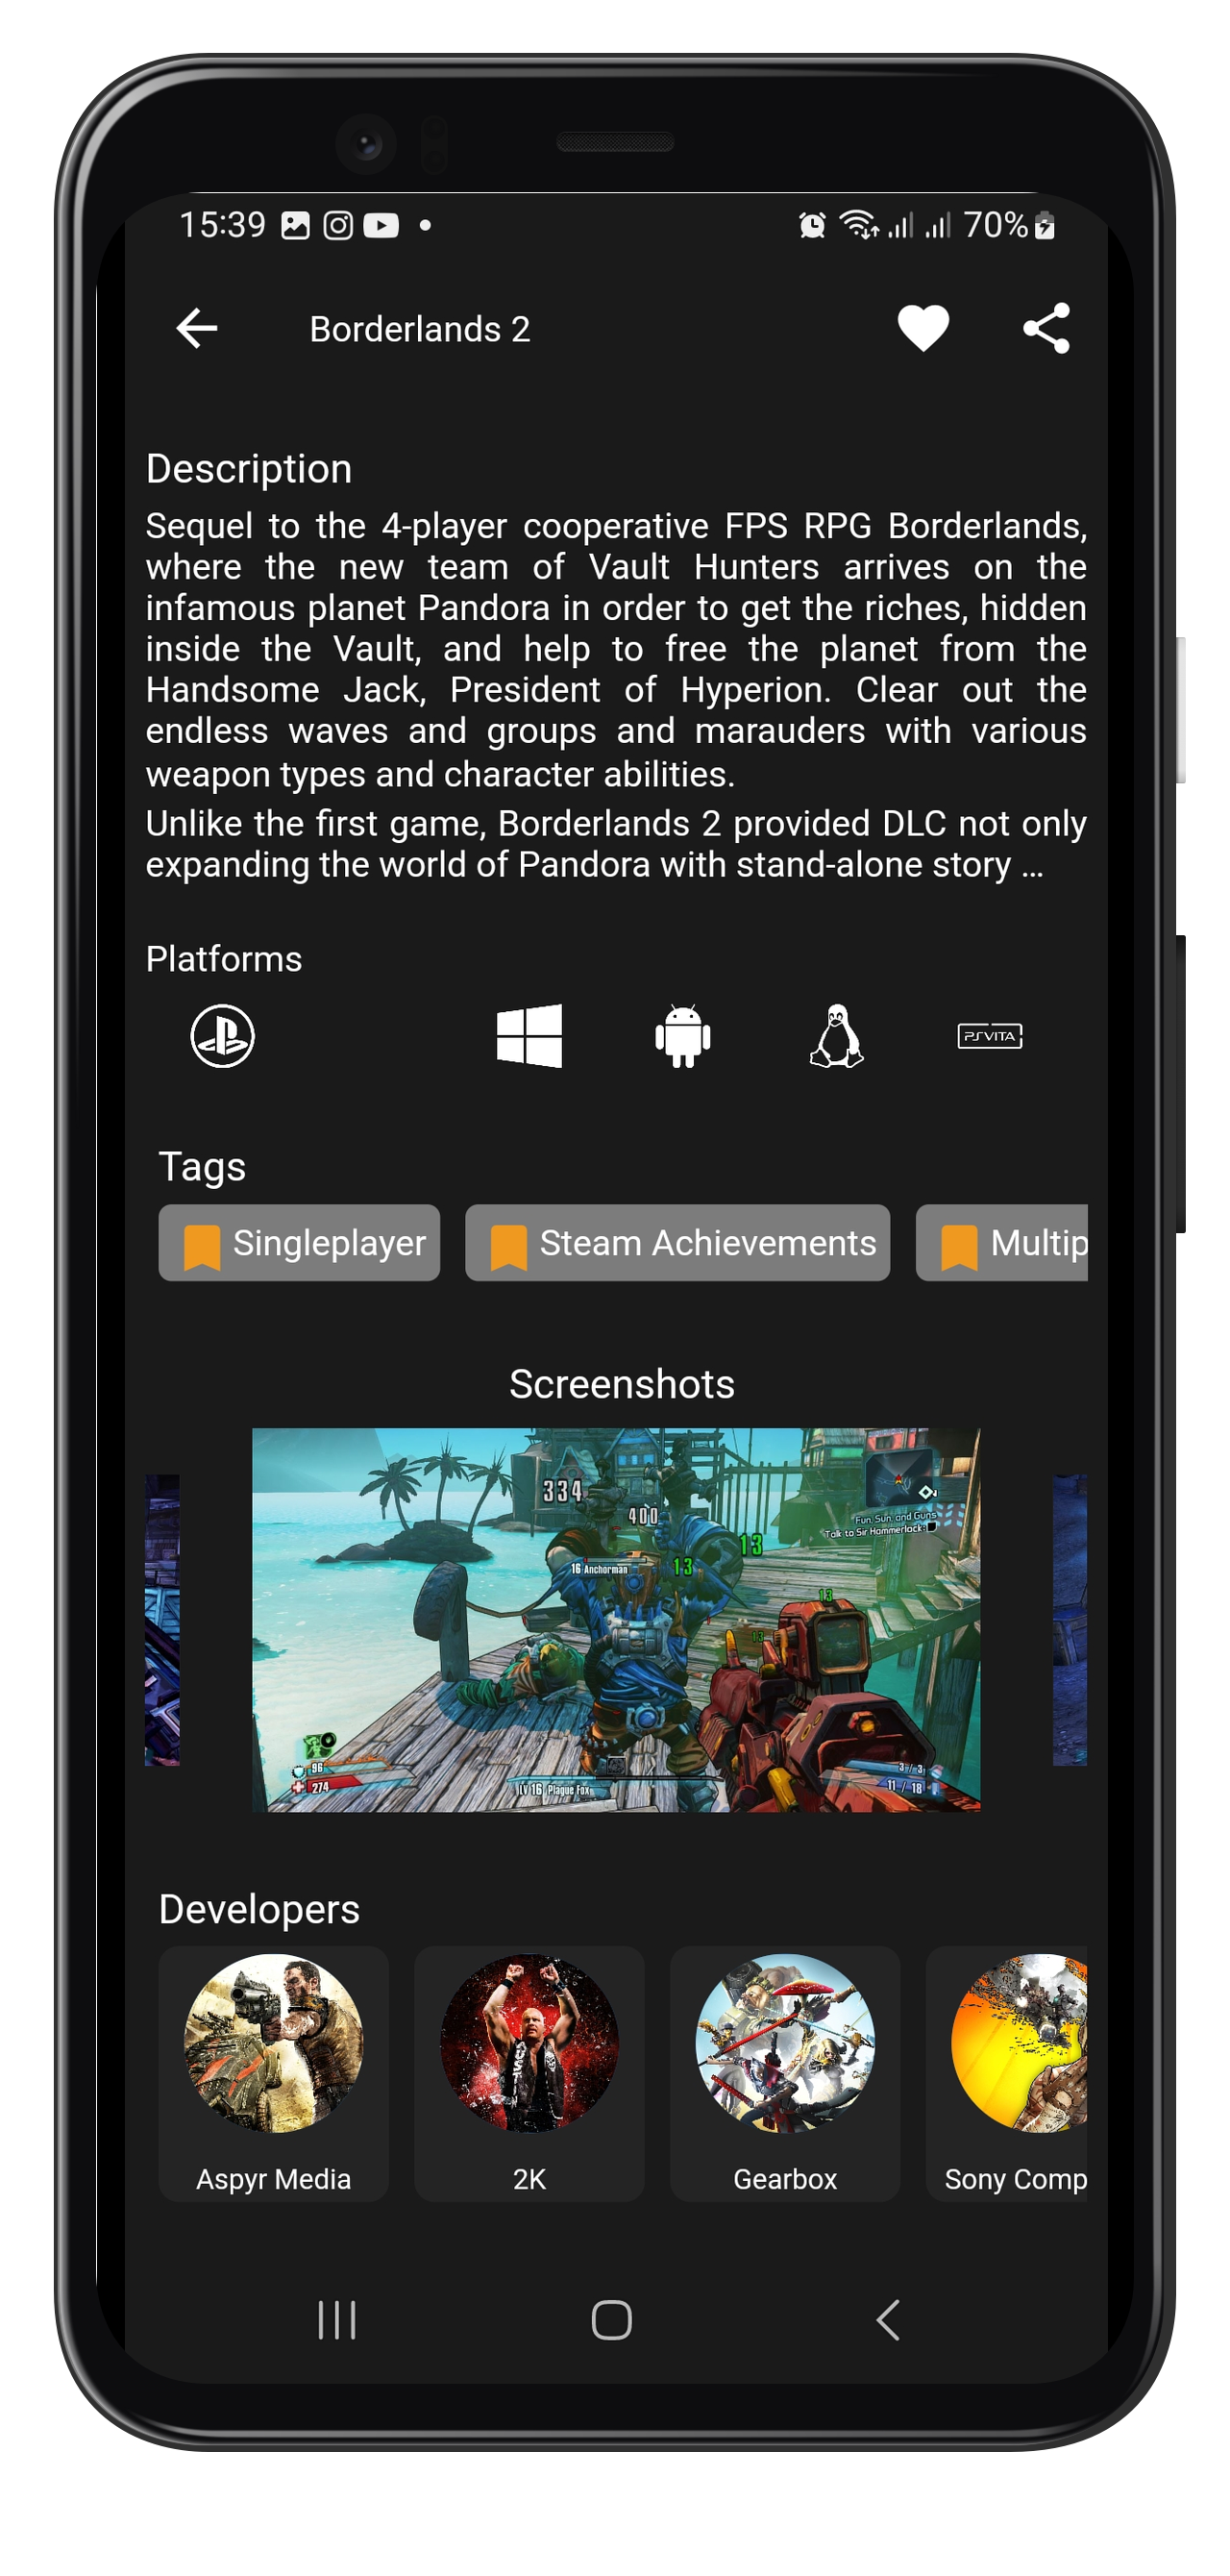 15:39
70%
Borderlands 2
Description
Sequel to the 4-player cooperative FPS RPG Borderlands,
where the new team of Vault Hunters arrives on the
infamous planet Pandora in order to get the riches, hidden
inside the Vault, and help to free the planet from the
Handsome Jack, President of Hyperion. Clear out the
endless waves and groups and marauders with various
weapon types and character abilities.
Unlike the first game, Borderlands 2 provided DLC not only
expanding the world of Pandora with stand-alone story ...
Platforms
PSVITA
Tags
Singleplayer
Steam Achievements
Multip
Screenshots
334
400
13
13
16 Anchorman
13
13
Fun, Sun, and Guns
Talk to Sir Hammerlock:
96
274
LV 16 Plague Fox
3 / 3
11 / 18
Developers
Aspyr Media
2K
Gearbox
Sony Comp